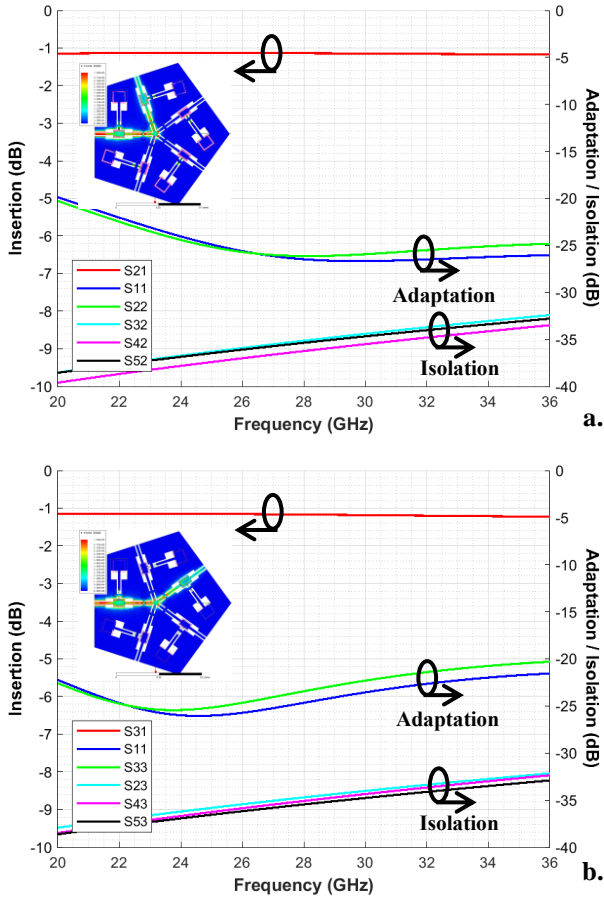 0
-1
-2
-3
-4
-5
-6
-7
-8
-9
-10
Insertion (dB)
0
-5
-10
-15
-20
-25
-30
-35
-40
Adaptation / Isolation (dB)
S21
S11
S22
S32
S42
S52
Adaptation
Isolation
20 22 24 26 28 30 32 34 36
Frequency (GHz)
a.
0
-1
-2
-3
-4
-5
-6
-7
-8
-9
-10
Insertion (dB)
0
-5
-10
-15
-20
-25
-30
-35
-40
Adaptation / Isolation (dB)
S31
S11
S33
S23
S43
S53
Adaptation
Isolation
20 22 24 26 28 30 32 34 36
Frequency (GHz)
b.